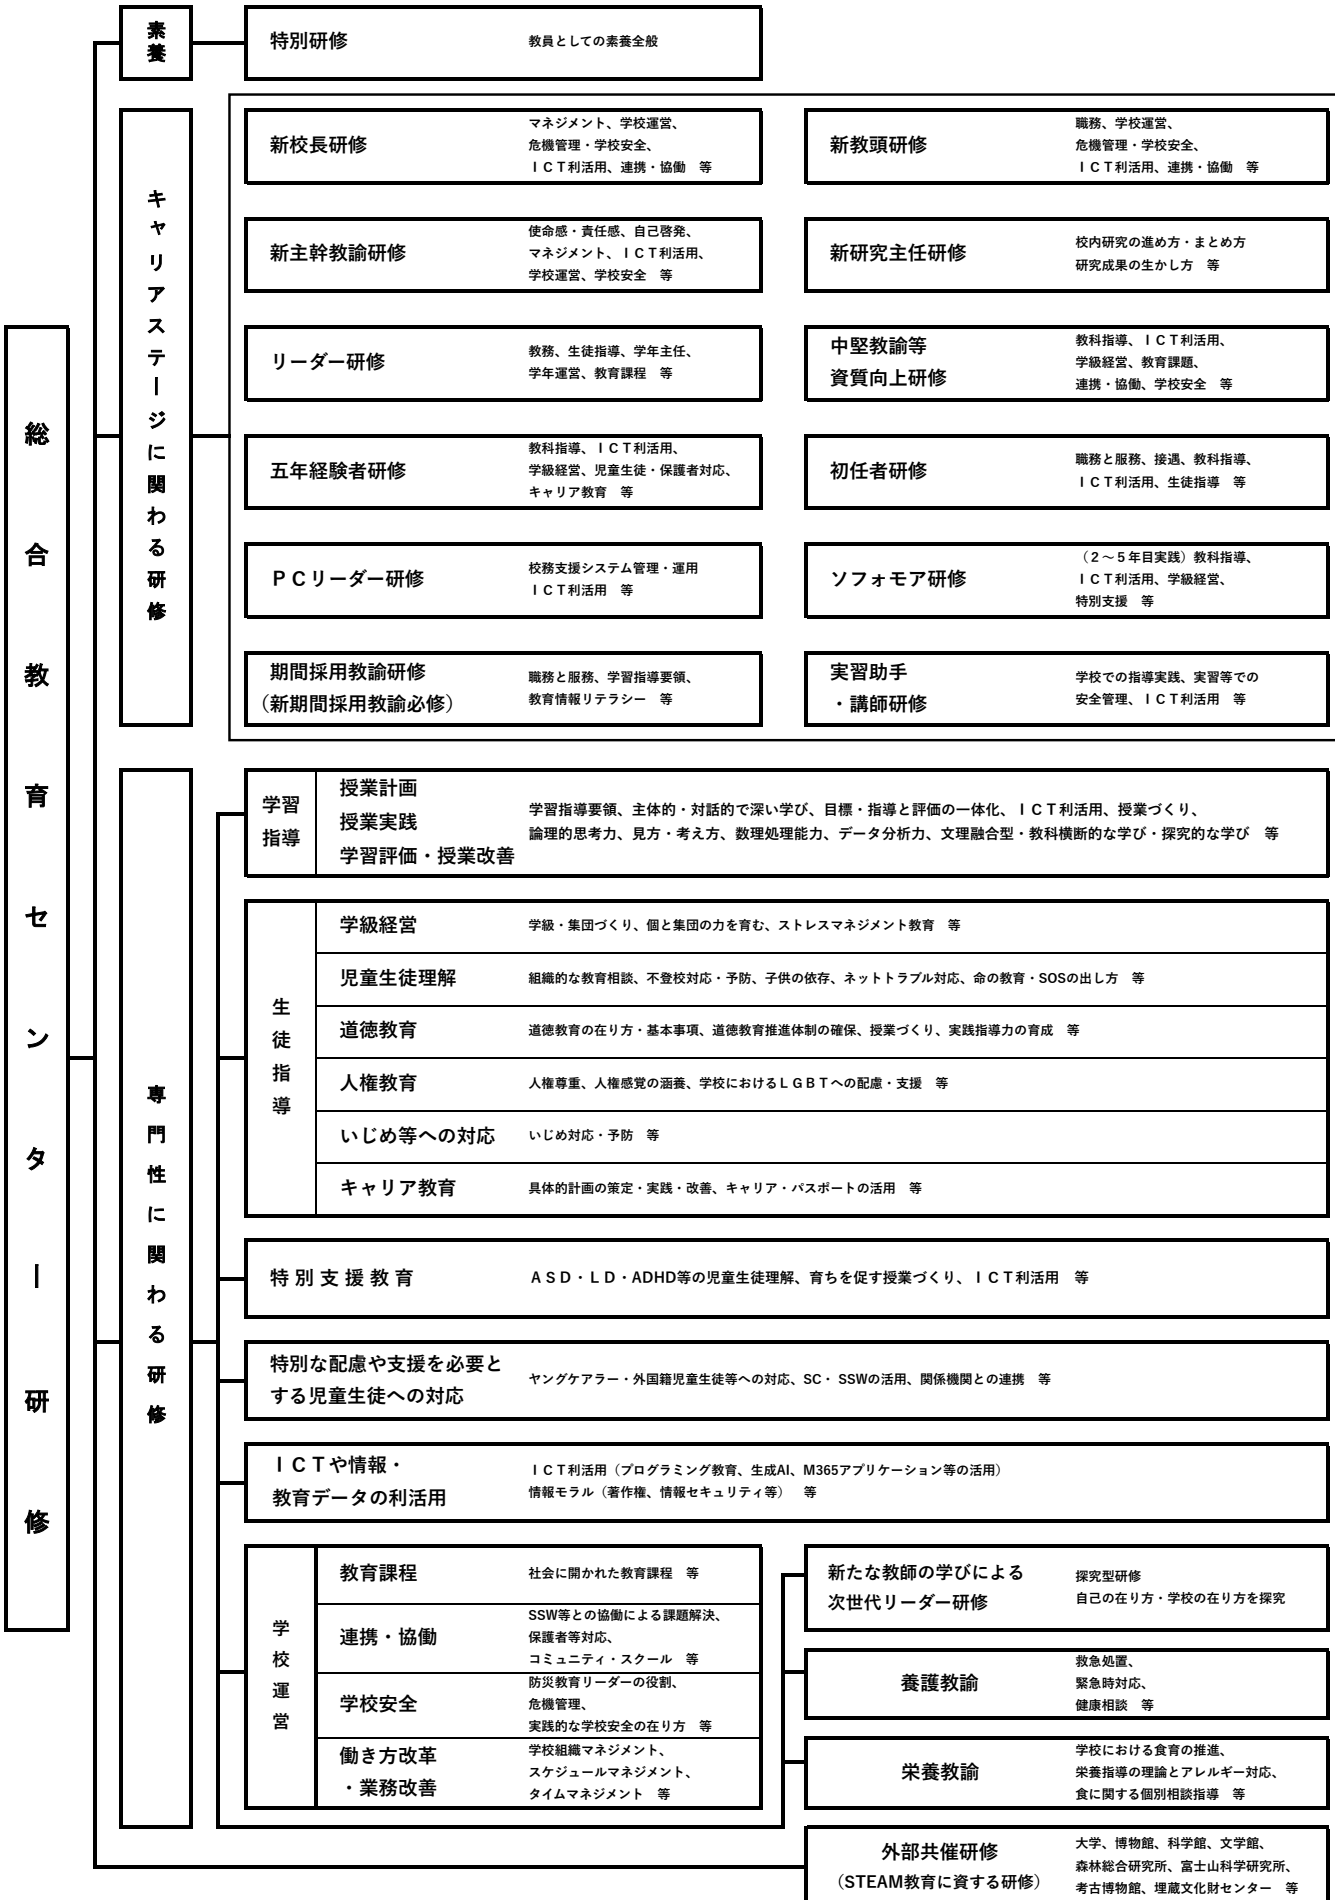 総合教育センター研修
素養
特別研修
教員としての素養全般
キャリアステージに関わる研修
新校長研修
マネジメント、学校運営、
危機管理・学校安全、
ＩＣＴ利活用、連携・協働　等
新教頭研修
職務、学校運営、
危機管理・学校安全、
ＩＣＴ利活用、連携・協働　等
新主幹教諭研修
使命感・責任感、自己啓発、
マネジメント、ＩＣＴ利活用、
学校運営、学校安全　等
新研究主任研修
校内研究の進め方・まとめ方
研究成果の生かし方　等
リーダー研修
教務、生徒指導、学年主任、
学年運営、教育課程　等
中堅教諭等
資質向上研修
教科指導、ＩＣＴ利活用、
学級経営、教育課題、
連携・協働、学校安全　等
五年経験者研修
教科指導、ＩＣＴ利活用、
学級経営、児童生徒・保護者対応、
キャリア教育　等
初任者研修
職務と服務、接遇、教科指導、
ＩＣＴ利活用、生徒指導　等
ＰＣリーダー研修
校務支援システム管理・運用
ＩＣＴ利活用　等
ソフォモア研修
（２～５年目実践）教科指導、
ＩＣＴ利活用、学級経営、
特別支援　等
期間採用教諭研修
（新期間採用教諭必修）
職務と服務、学習指導要領、
教育情報リテラシー　等
実習助手
・講師研修
学校での指導実践、実習等での
安全管理、ＩＣＴ利活用　等
専門性に関わる研修
学習
指導
授業計画
授業実践
学習評価・授業改善
学習指導要領、主体的・対話的で深い学び、目標・指導と評価の一体化、ＩＣＴ利活用、授業づくり、
論理的思考力、見方・考え方、数理処理能力、データ分析力、文理融合型・教科横断的な学び・探究的な学び　等
生徒指導
学級経営
学級・集団づくり、個と集団の力を育む、ストレスマネジメント教育　等
児童生徒理解
組織的な教育相談、不登校対応・予防、子供の依存、ネットトラブル対応、命の教育・SOSの出し方　等
道徳教育
道徳教育の在り方・基本事項、道徳教育推進体制の確保、授業づくり、実践指導力の育成　等
人権教育
人権尊重、人権感覚の涵養、学校におけるＬＧＢＴへの配慮・支援　等
いじめ等への対応
いじめ対応・予防　等
キャリア教育
具体的計画の策定・実践・改善、キャリア・パスポートの活用　等
特別支援教育
ＡＳＤ・ＬＤ・ADHD等の児童生徒理解、育ちを促す授業づくり、ＩＣＴ利活用　等
特別な配慮や支援を必要と
する児童生徒への対応
ヤングケアラー・外国籍児童生徒等への対応、SC・ SSWの活用、関係機関との連携　等
ＩＣＴや情報・
教育データの利活用
ＩＣＴ利活用（プログラミング教育、生成AI、M365アプリケーション等の活用）
情報モラル（著作権、情報セキュリティ等）　等
学校運営
教育課程
社会に開かれた教育課程　等
連携・協働
SSW等との協働による課題解決、
保護者等対応、
コミュニティ・スクール　等
学校安全
防災教育リーダーの役割、
危機管理、
実践的な学校安全の在り方　等
働き方改革
・業務改善
学校組織マネジメント、
スケジュールマネジメント、
タイムマネジメント　等
新たな教師の学びによる
次世代リーダー研修
探究型研修
自己の在り方・学校の在り方を探究
養護教諭
救急処置、
緊急時対応、
健康相談　等
栄養教諭
学校における食育の推進、
栄養指導の理論とアレルギー対応、
食に関する個別相談指導　等
外部共催研修
（STEAM教育に資する研修）
大学、博物館、科学館、文学館、
森林総合研究所、富士山科学研究所、
考古博物館、埋蔵文化財センター　等